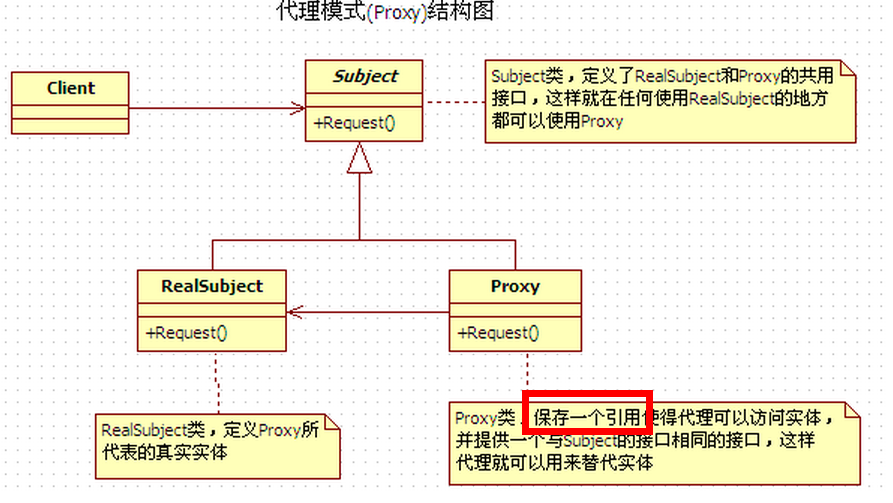 代理模式(Proxy)结构图
Client
Subject
+Request()
Subject类，定义了RealSubject和Proxy的共用
接口，这样就在任何使用RealSubject的地方
都可以使用Proxy
RealSubject
+Request()
Proxy
+Request()
RealSubject类，定义Proxy所
代表的真实实体
Proxy类，保存一个引用使得代理可以访问实体，
并提供一个与Subject的接口相同的接口，这样
代理就可以用来替代实体